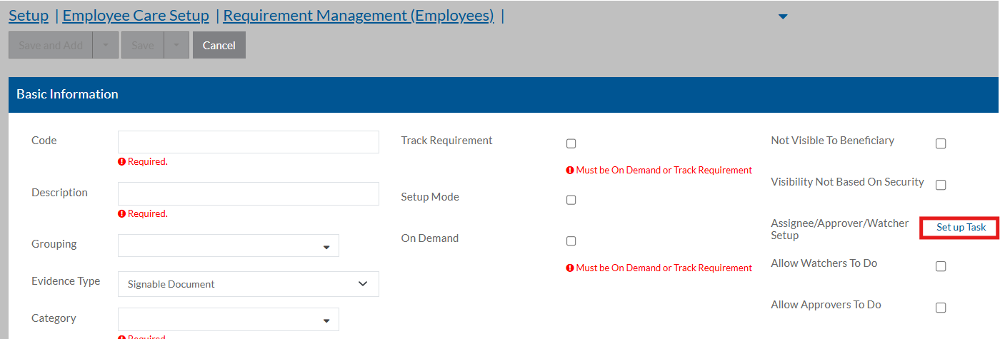 Setup | Employee Care Setup | Requirement Management (Employees) |
Save and Add Save Cancel
Basic Information
Code
Required.
Description
Required.
Grouping
Evidence Type Signable Document
Category
Required.
Track Requirement
Must be On Demand or Track Requirement
Setup Mode
On Demand
Must be On Demand or Track Requirement
Not Visible To Beneficiary
Visibility Not Based On Security
Assignee/Approver/Watcher
Setup
Set up Task
Allow Watchers To Do
Allow Approvers To Do